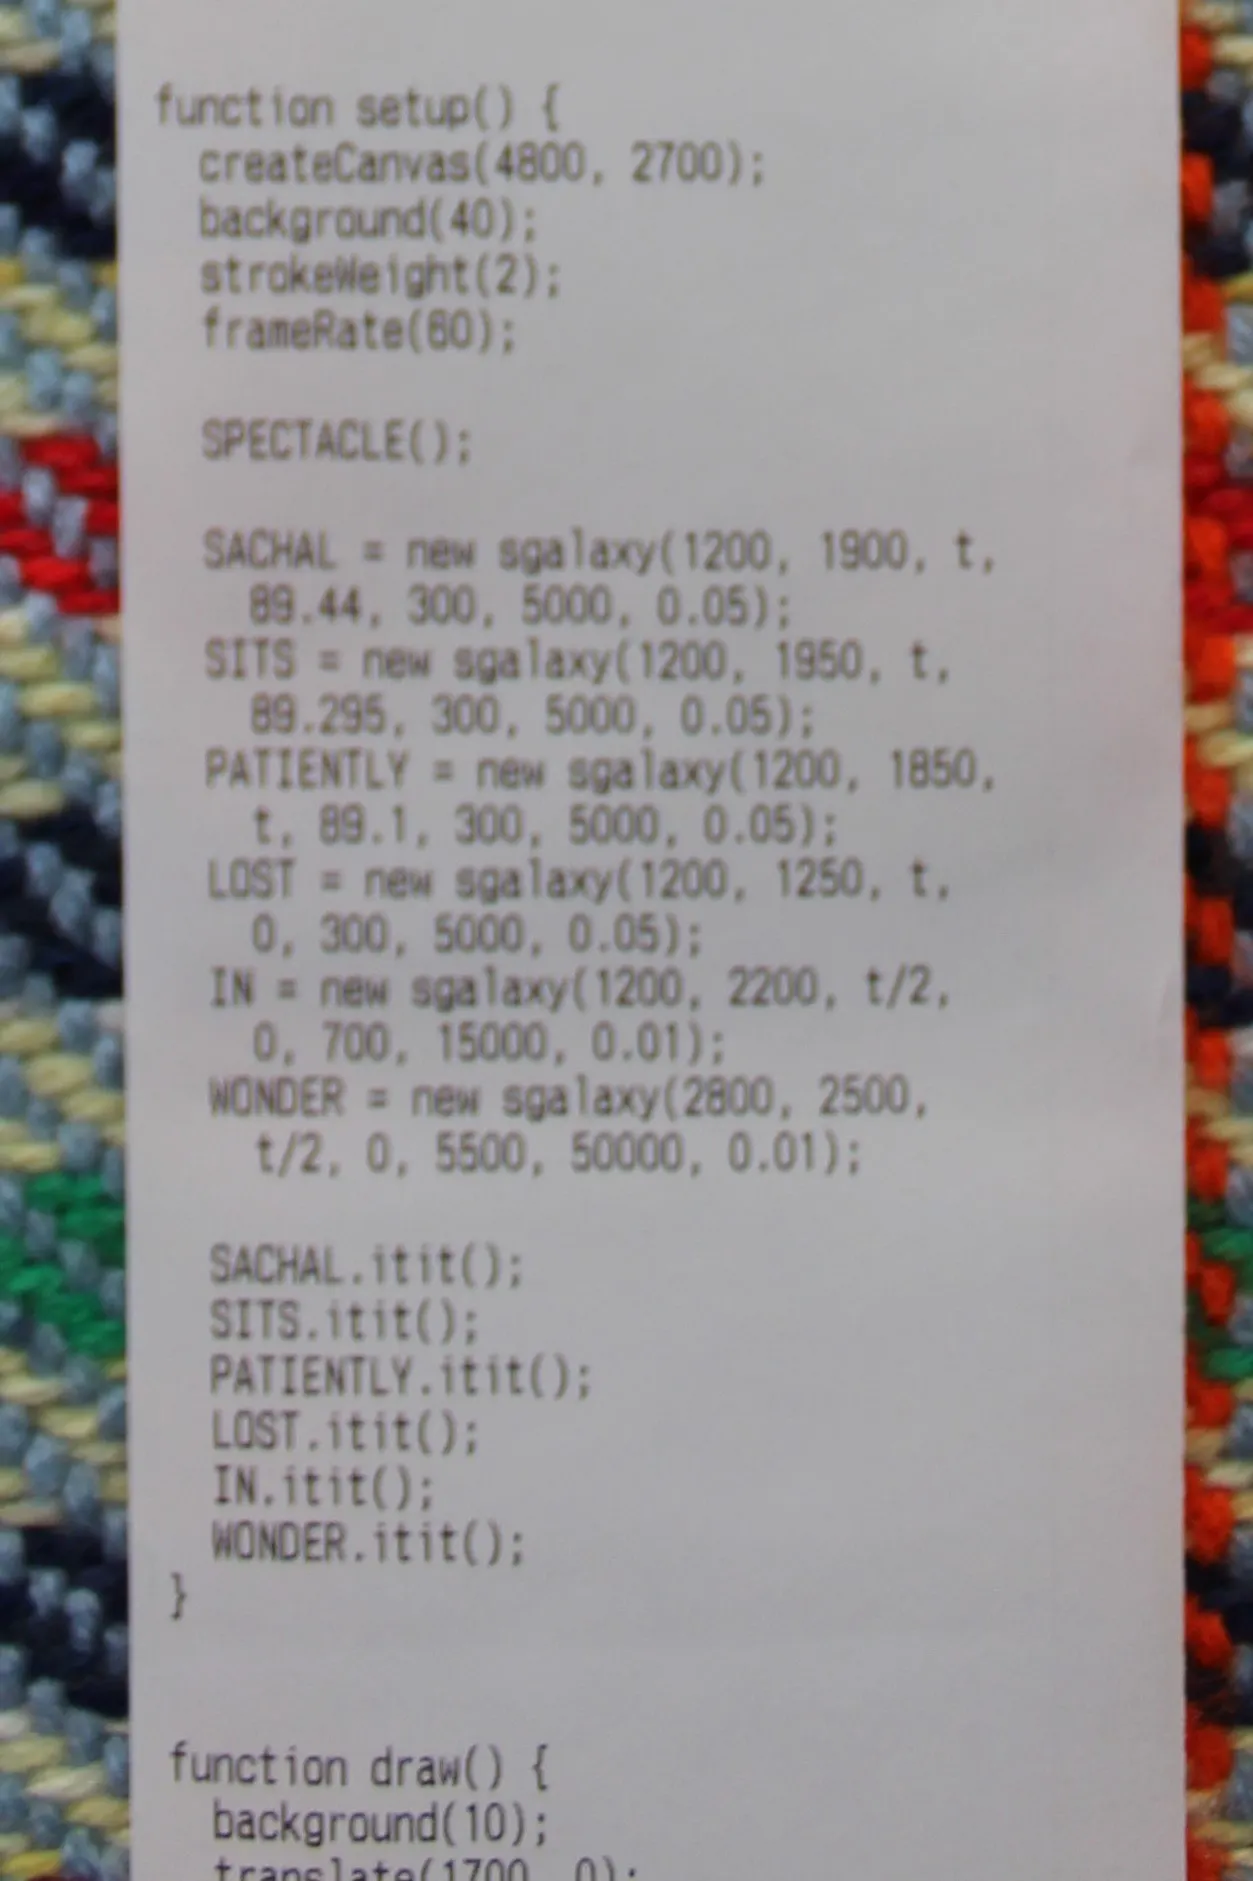 function setup() {
  createCanvas(4800, 2700);
  background(40);
  strokeWeight(2);
  frameRate(60);

  SPECTACLE();

  SACHAL = new sgalaxy(1200, 1900, t,
    89.44, 300, 5000, 0.05);
  SITS = new sgalaxy(1200, 1950, t,
    89.295, 300, 5000, 0.05);
  PATIENTLY = new sgalaxy(1200, 1850,
    t, 89.1, 300, 5000, 0.05);
  LOST = new sgalaxy(1200, 1250, t,
    0, 300, 5000, 0.05);
  IN = new sgalaxy(1200, 2200, t/2,
    0, 700, 15000, 0.01);
  WONDER = new sgalaxy(2800, 2500,
    t/2, 0, 5500, 50000, 0.01);

  SACHAL.itit();
  SITS.itit();
  PATIENTLY.itit();
  LOST.itit();
  IN.itit();
  WONDER.itit();
}

function draw() {
  background(10);
  translate(1700, 0);